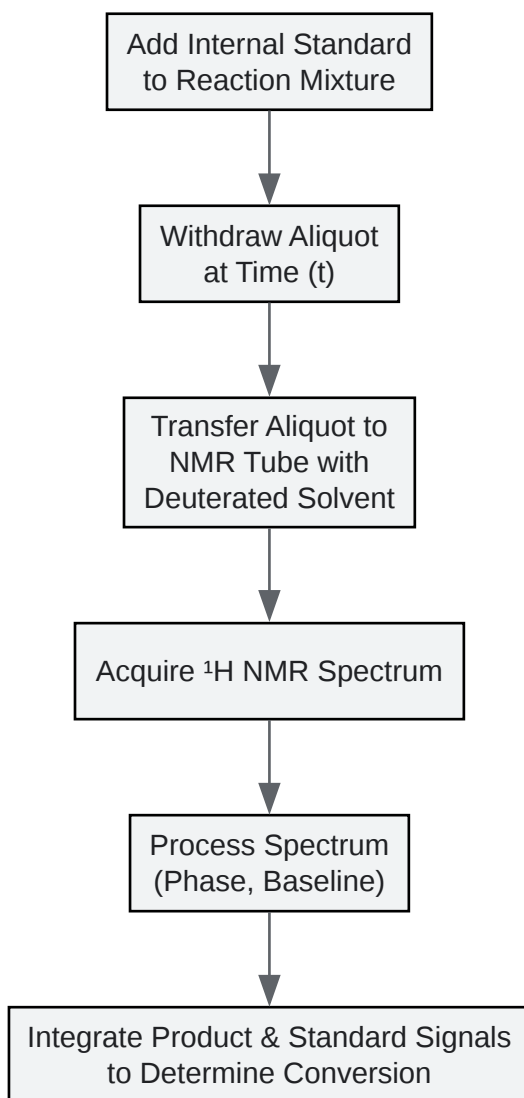 Add Internal Standard
to Reaction Mixture
Withdraw Aliquot
at Time (t)
Transfer Aliquot to
NMR Tube with
Deuterated Solvent
Acquire ¹H NMR Spectrum
Process Spectrum
(Phase, Baseline)
Integrate Product & Standard Signals
to Determine Conversion